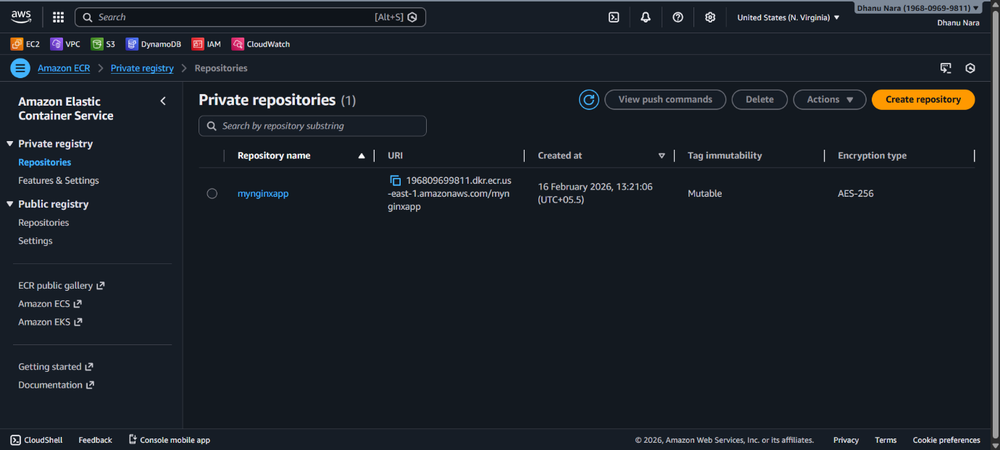 aws
Search [Alt+S]
United States (N. Virginia)
Dhanu Nara (1968-0969-9811)
Dhanu Nara
EC2 VPC S3 DynamoDB IAM CloudWatch
Amazon ECR Private registry Repositories
Amazon Elastic
Container Service
Private registry
Repositories
Features & Settings
Public registry
Repositories
Settings
ECR public gallery
Amazon ECS
Amazon EKS
Getting started
Documentation
Private repositories (1)
View push commands Delete Actions Create repository
Search by repository substring
Repository name URI Created at Tag immutability Encryption type
mynginxapp
196809699811.dkr.ecr.us
-east-1.amazonaws.com/myn
ginxapp
16 February 2026, 13:21:06
(UTC+05.5)
Mutable
AES-256
CloudShell Feedback Console mobile app
© 2026, Amazon Web Services, Inc. or its affiliates. Privacy Terms Cookie preferences